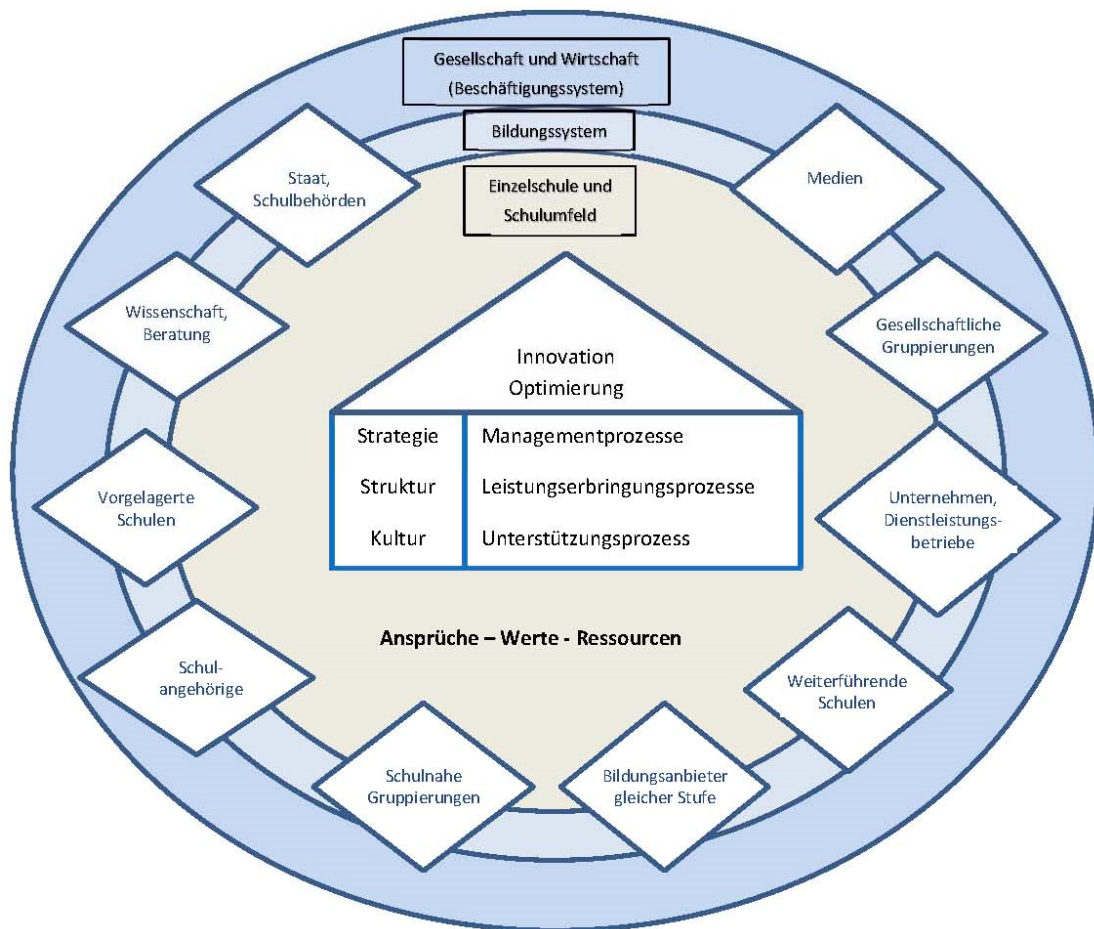 Gesellschaft und Wirtschaft
(Beschäftigungssystem)
Bildungssystem
Einzelschule und
Schulumfeld
Staat,
Schulbehörden
Medien
Wissenschaft,
Beratung
Gesellschaftliche
Gruppierungen
Innovation
Optimierung
Strategie
Managementprozesse
Struktur
Leistungserbringungsprozesse
Kultur
Unterstützungsprozess
Vorgelagerte
Schulen
Unternehmen,
Dienstleistungs-
betriebe
Ansprüche – Werte - Ressourcen
Schul-
angehörige
Weiterführende
Schulen
Schulnahe
Gruppierungen
Bildungsanbieter
gleicher Stufe